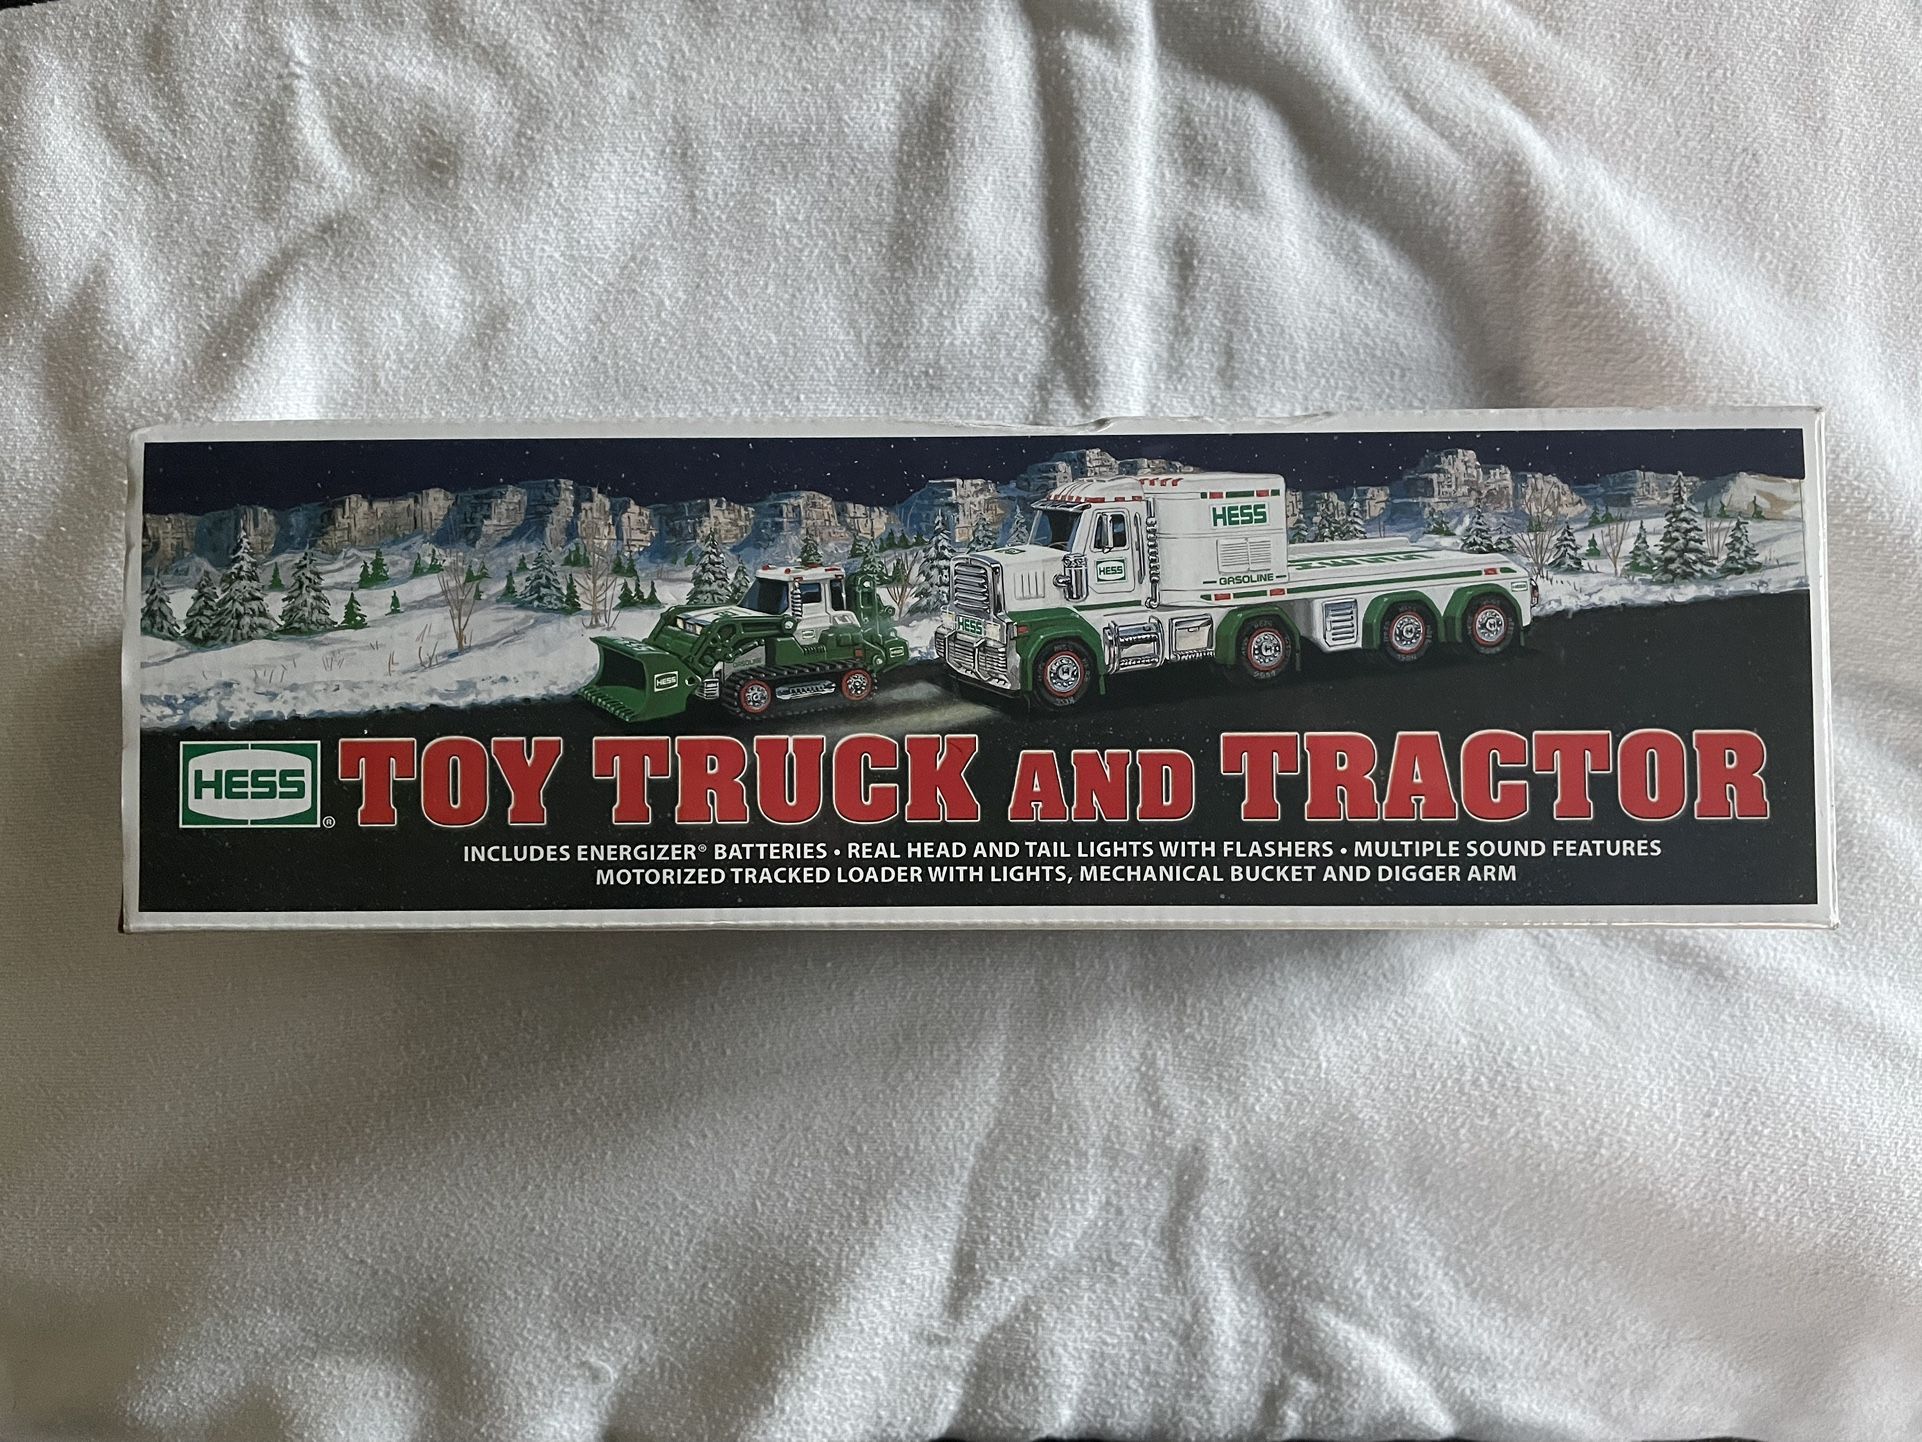 HESS
GASOLINE
HESS
HESS
GASOLINE
HESS
HESS® TOY TRUCK AND TRACTOR
INCLUDES ENERGIZER® BATTERIES • REAL HEAD AND TAIL LIGHTS WITH FLASHERS • MULTIPLE SOUND FEATURES
MOTORIZED TRACKED LOADER WITH LIGHTS, MECHANICAL BUCKET AND DIGGER ARM